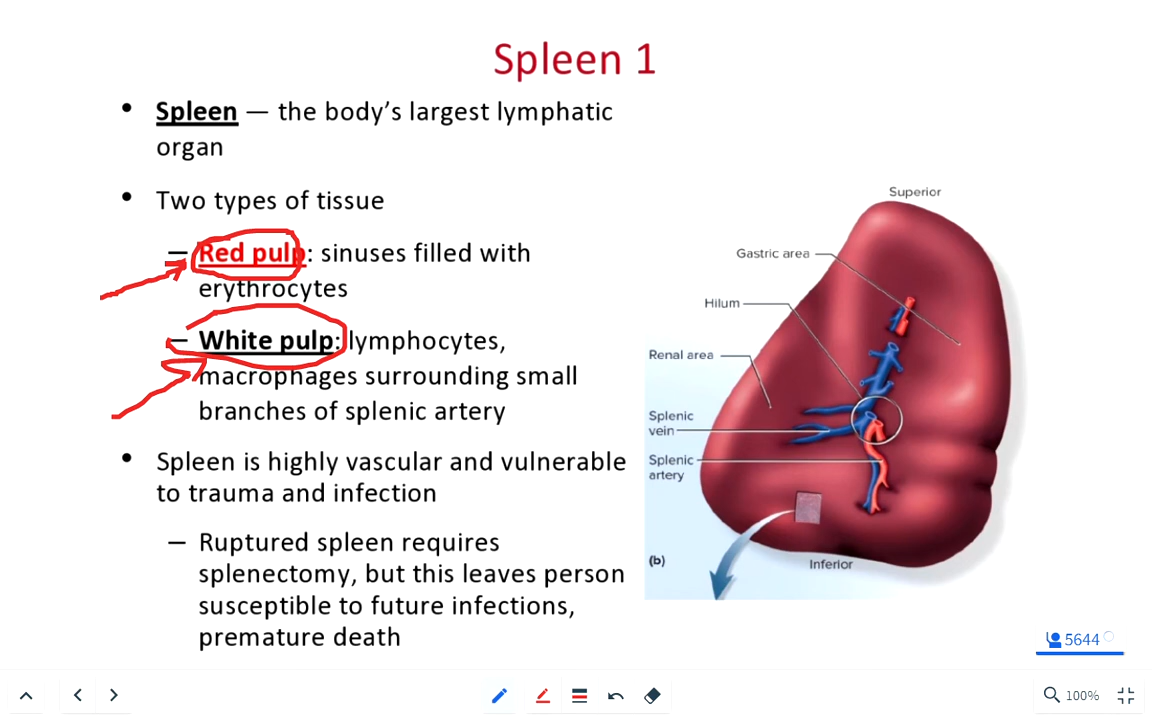 Spleen 1
• Spleen — the body's largest lymphatic
organ
• Two types of tissue
– Red pulp: sinuses filled with
erythrocytes
– White pulp: lymphocytes,
macrophages surrounding small
branches of splenic artery
• Spleen is highly vascular and vulnerable
to trauma and infection
– Ruptured spleen requires
splenectomy, but this leaves person
susceptible to future infections,
premature death
Superior
Gastric area
Hilum
Renal area
Splenic
vein
Splenic
artery
(b)
Inferior
5644
100%